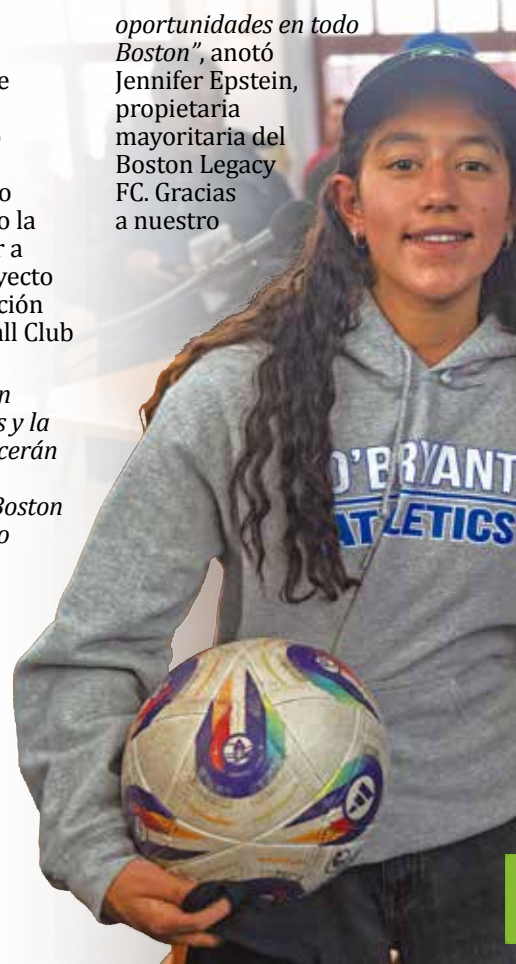 e
o
o la
r a
yecto
ción
all Club
n
s y la
cerán
Boston
o
oportunidades en todo
Boston”, anotó
Jennifer Epstein,
propietaria
mayoritaria del
Boston Legacy
FC. Gracias
a nuestro
O'BRYANT
ATHLETICS